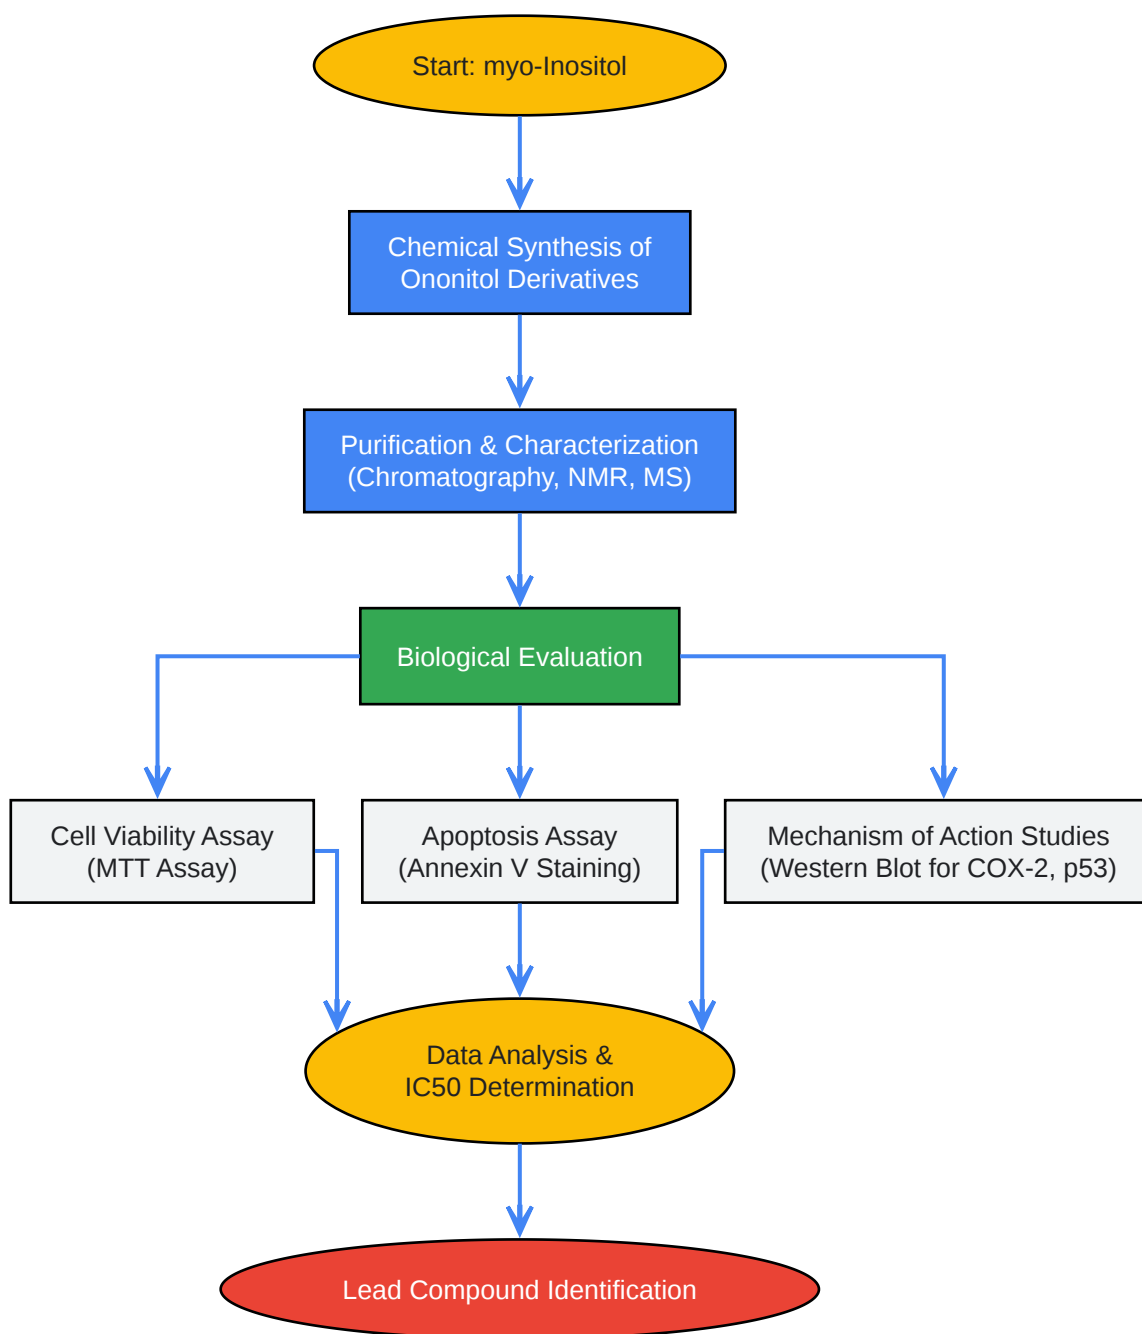 Start: myo-Inositol
Chemical Synthesis of
Ononitol Derivatives
Purification & Characterization
(Chromatography, NMR, MS)
Biological Evaluation
Cell Viability Assay
(MTT Assay)
Apoptosis Assay
(Annexin V Staining)
Mechanism of Action Studies
(Western Blot for COX-2, p53)
Data Analysis &
IC50 Determination
Lead Compound Identification